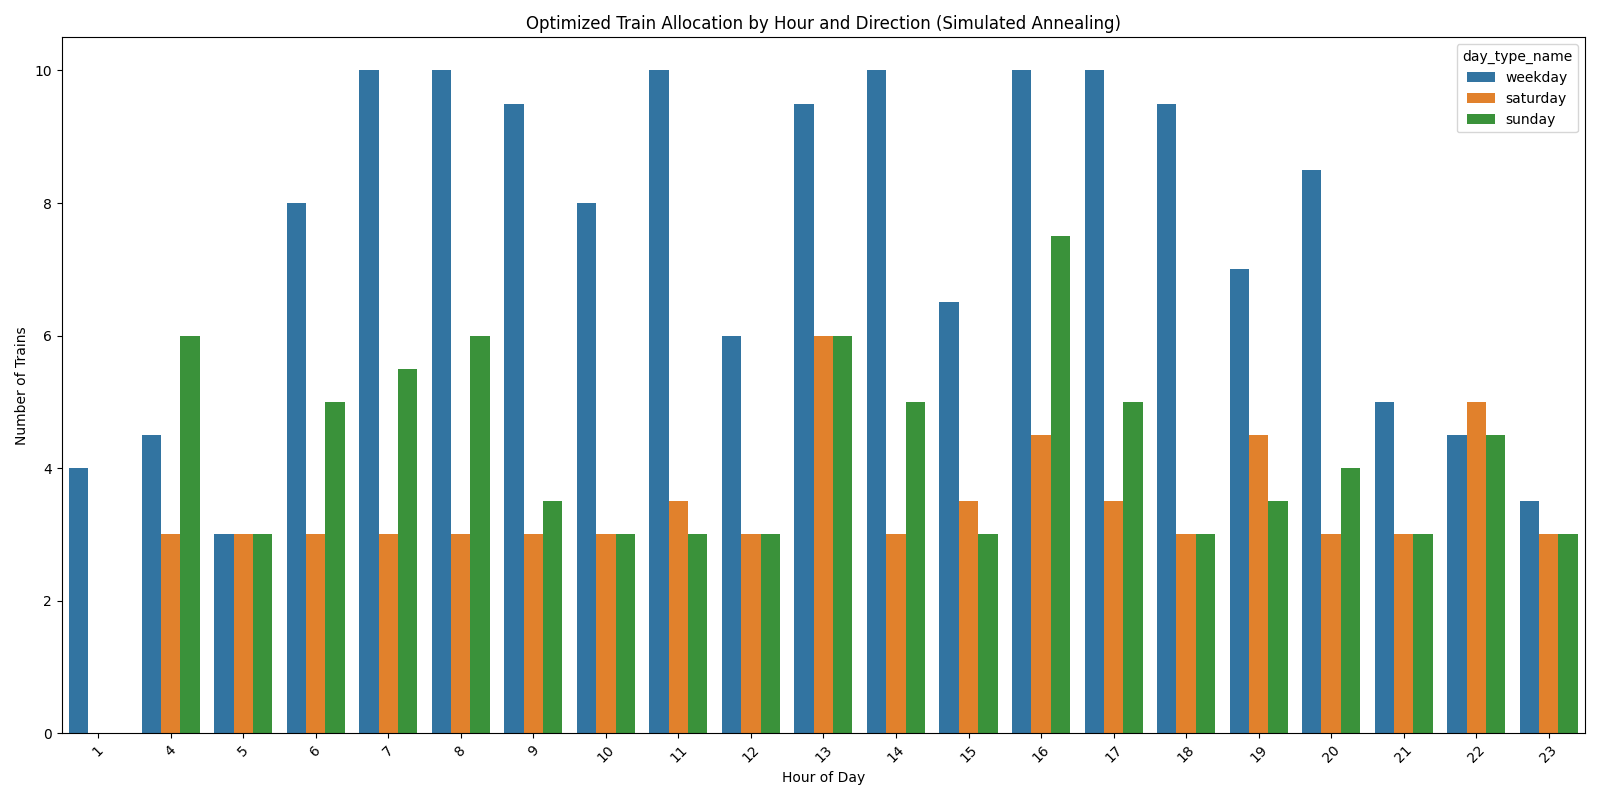 Optimized Train Allocation by Hour and Direction (Simulated Annealing)
day_type_name
weekday
saturday
sunday
Number of Trains
10
8
6
4
2
0
1 4 5 6 7 8 9 10 11 12 13 14 15 16 17 18 19 20 21 22 23
Hour of Day